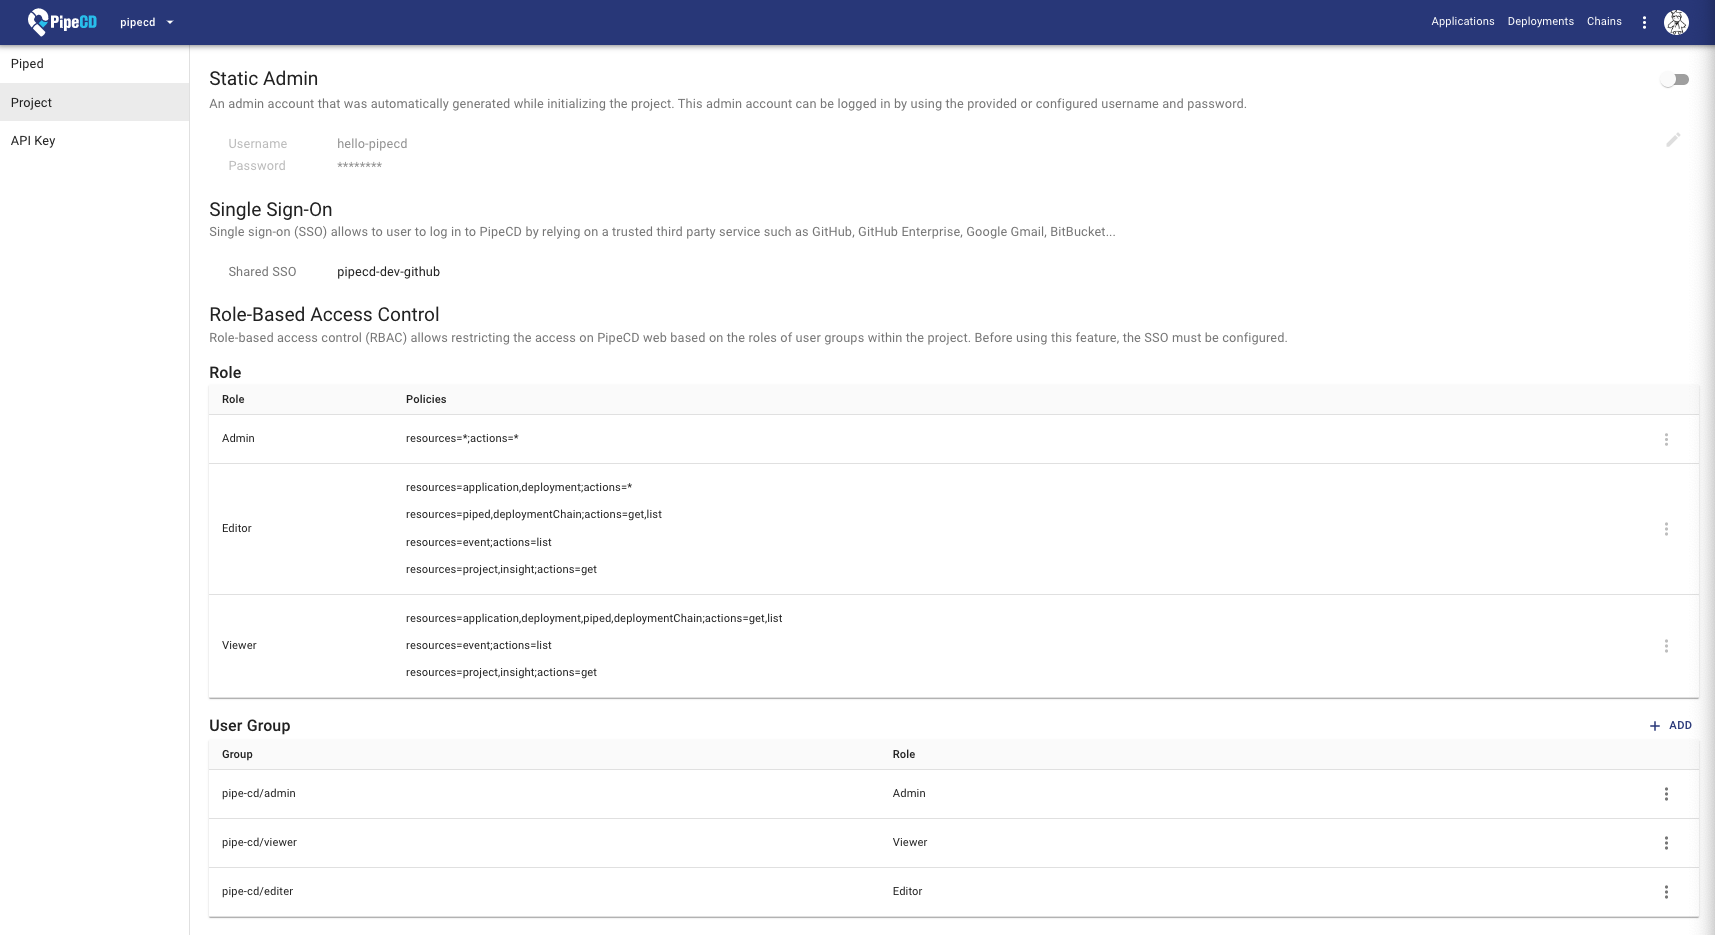 PipeCD pipecd Applications Deployments Chains
Piped
Project
API Key
Static Admin
An admin account that was automatically generated while initializing the project. This admin account can be logged in by using the provided or configured username and password.
Username hello-pipecd
Password ********
Single Sign-On
Single sign-on (SSO) allows to user to log in to PipeCD by relying on a trusted third party service such as GitHub, GitHub Enterprise, Google Gmail, BitBucket...
Shared SSO pipecd-dev-github
Role-Based Access Control
Role-based access control (RBAC) allows restricting the access on PipeCD web based on the roles of user groups within the project. Before using this feature, the SSO must be configured.
Role
Role Policies
Admin resources=*;actions=*
Editor
resources=application,deployment;actions=*
resources=piped,deploymentChain;actions=get,list
resources=event;actions=list
resources=project,insight;actions=get
Viewer
resources=application,deployment,piped,deploymentChain;actions=get,list
resources=event;actions=list
resources=project,insight;actions=get
User Group + ADD
Group Role
pipe-cd/admin Admin
pipe-cd/viewer Viewer
pipe-cd/editer Editor